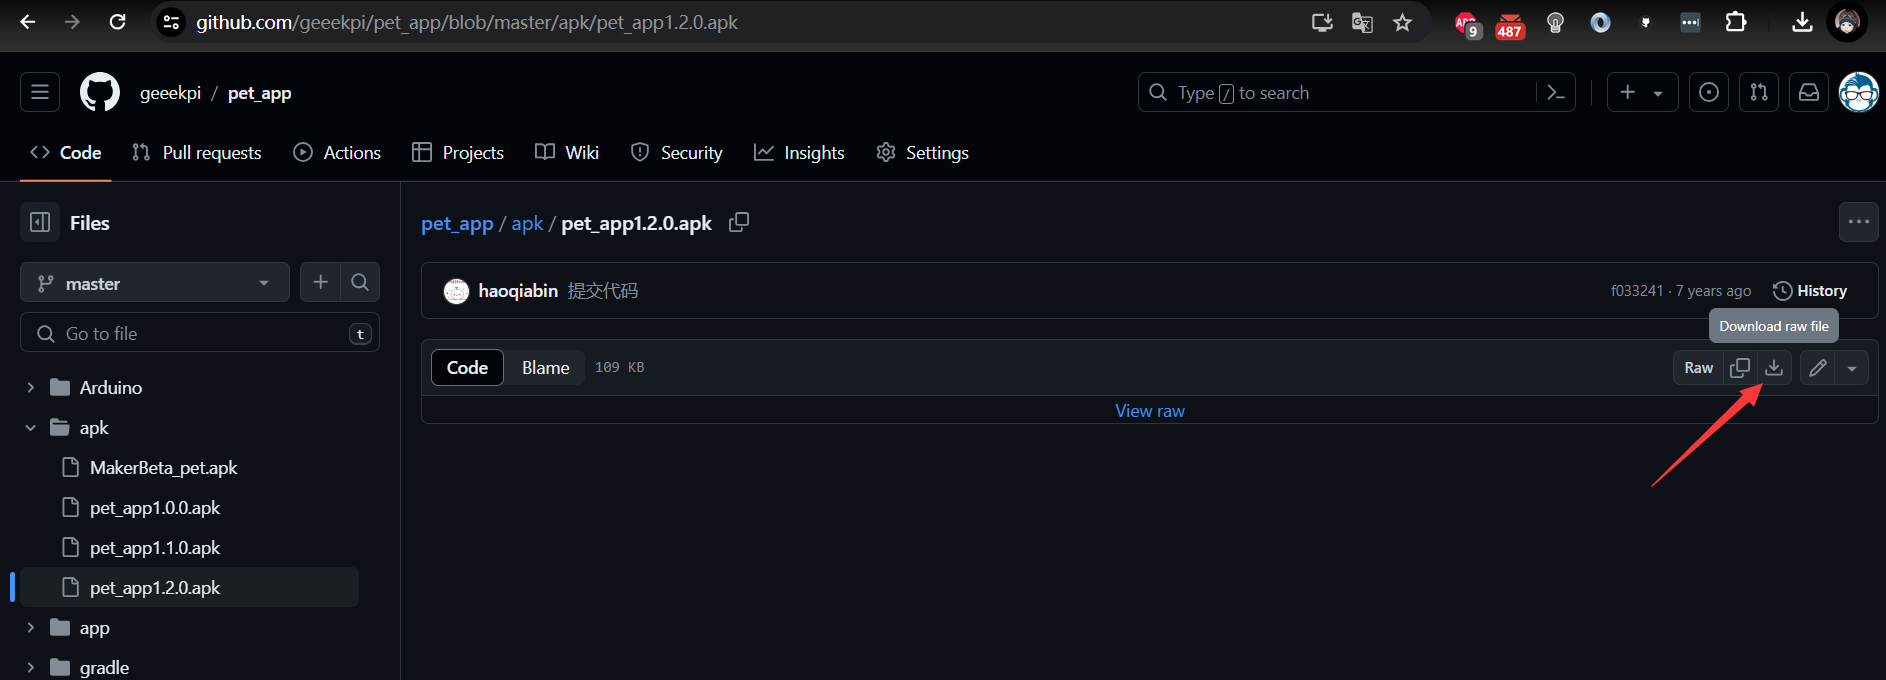 github.com/geeekpi/pet_app/blob/master/apk/pet_app1.2.0.apk
9
487
geeekpi / pet_app
Type / to search
Code Pull requests Actions Projects Wiki Security Insights Settings
Files
pet_app / apk / pet_app1.2.0.apk
master
haoqiabin 提交代码
f033241 · 7 years ago History
Go to file t
Download raw file
Code Blame 109 KB Raw
View raw
Arduino
apk
MakerBeta_pet.apk
pet_app1.0.0.apk
pet_app1.1.0.apk
pet_app1.2.0.apk
app
gradle